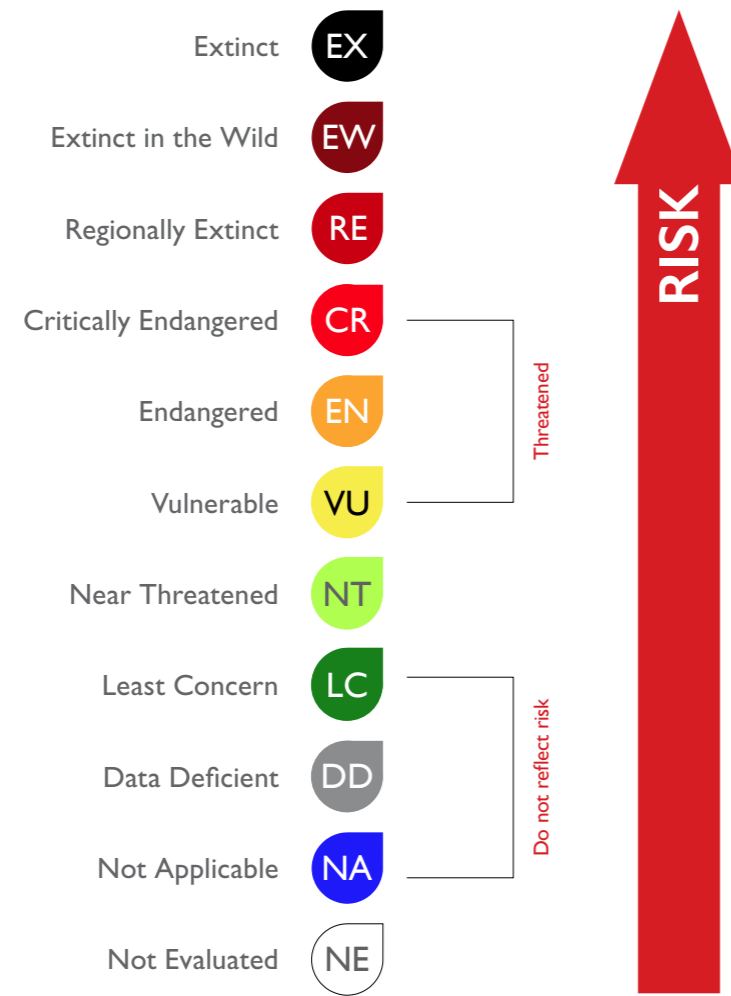 Extinct EX
Extinct in the Wild EW
Regionally Extinct RE
Critically Endangered CR
Endangered EN
Vulnerable VU
Near Threatened NT
Least Concern LC
Data Deficient DD
Not Applicable NA
Not Evaluated NE
Threatened
Do not reflect risk
RISK